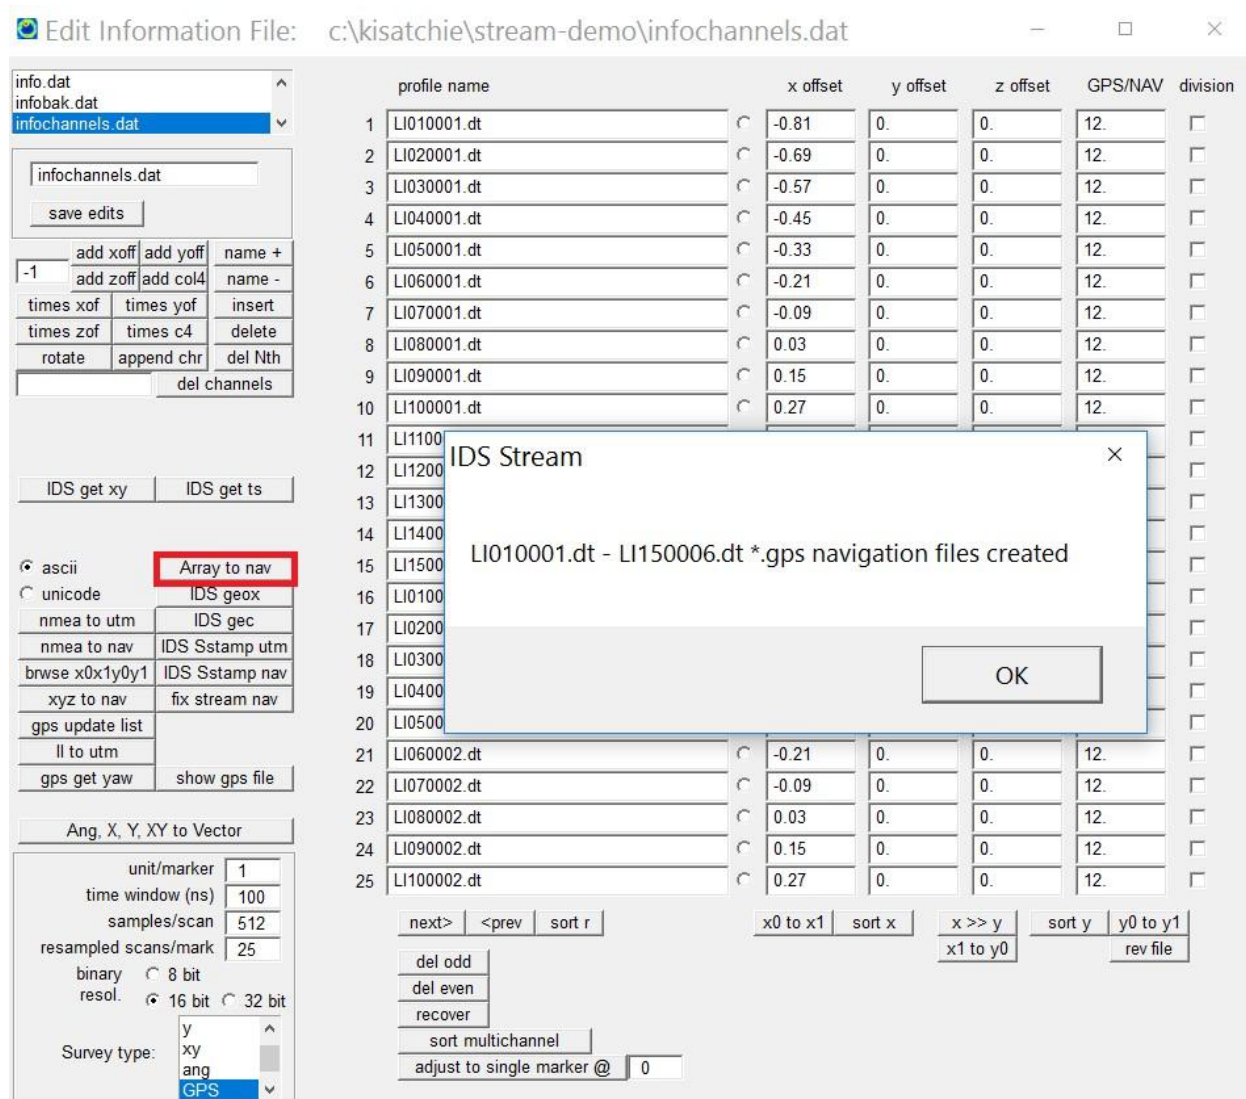 Edit Information File: c:\kisatchie\stream-demo\infochannels.dat
info.dat
infobak.dat
infochannels.dat
infochannels.dat
save edits
add xoff add yoff name +
-1 add zoff add col4 name -
times xof times yof insert
times zof times c4 delete
rotate append chr del Nth
del channels
IDS get xy IDS get ts
ascii Array to nav
unicode IDS geox
nmea to utm IDS gec
nmea to nav IDS Sstamp utm
brwse x0x1y0y1 IDS Sstamp nav
xyz to nav fix stream nav
gps update list
ll to utm
gps get yaw show gps file
Ang, X, Y, XY to Vector
unit/marker 1
time window (ns) 100
samples/scan 512
resampled scans/mark 25
binary 8 bit
resol. 16 bit 32 bit
Survey type:
y
xy
ang
GPS
profile name x offset y offset z offset GPS/NAV division
1 LI010001.dt -0.81 0. 0. 12.
2 LI020001.dt -0.69 0. 0. 12.
3 LI030001.dt -0.57 0. 0. 12.
4 LI040001.dt -0.45 0. 0. 12.
5 LI050001.dt -0.33 0. 0. 12.
6 LI060001.dt -0.21 0. 0. 12.
7 LI070001.dt -0.09 0. 0. 12.
8 LI080001.dt 0.03 0. 0. 12.
9 LI090001.dt 0.15 0. 0. 12.
10 LI100001.dt 0.27 0. 0. 12.
11 LI1100
12 LI1200
13 LI1300
14 LI1400
15 LI1500
16 LI0100
17 LI0200
18 LI0300
19 LI0400
20 LI0500
IDS Stream
LI010001.dt - LI150006.dt *.gps navigation files created
OK
21 LI060002.dt -0.21 0. 0. 12.
22 LI070002.dt -0.09 0. 0. 12.
23 LI080002.dt 0.03 0. 0. 12.
24 LI090002.dt 0.15 0. 0. 12.
25 LI100002.dt 0.27 0. 0. 12.
next> <prev sort r x0 to x1 sort x x >> y sort y y0 to y1
x1 to y0 rev file
del odd
del even
recover
sort multichannel
adjust to single marker @ 0